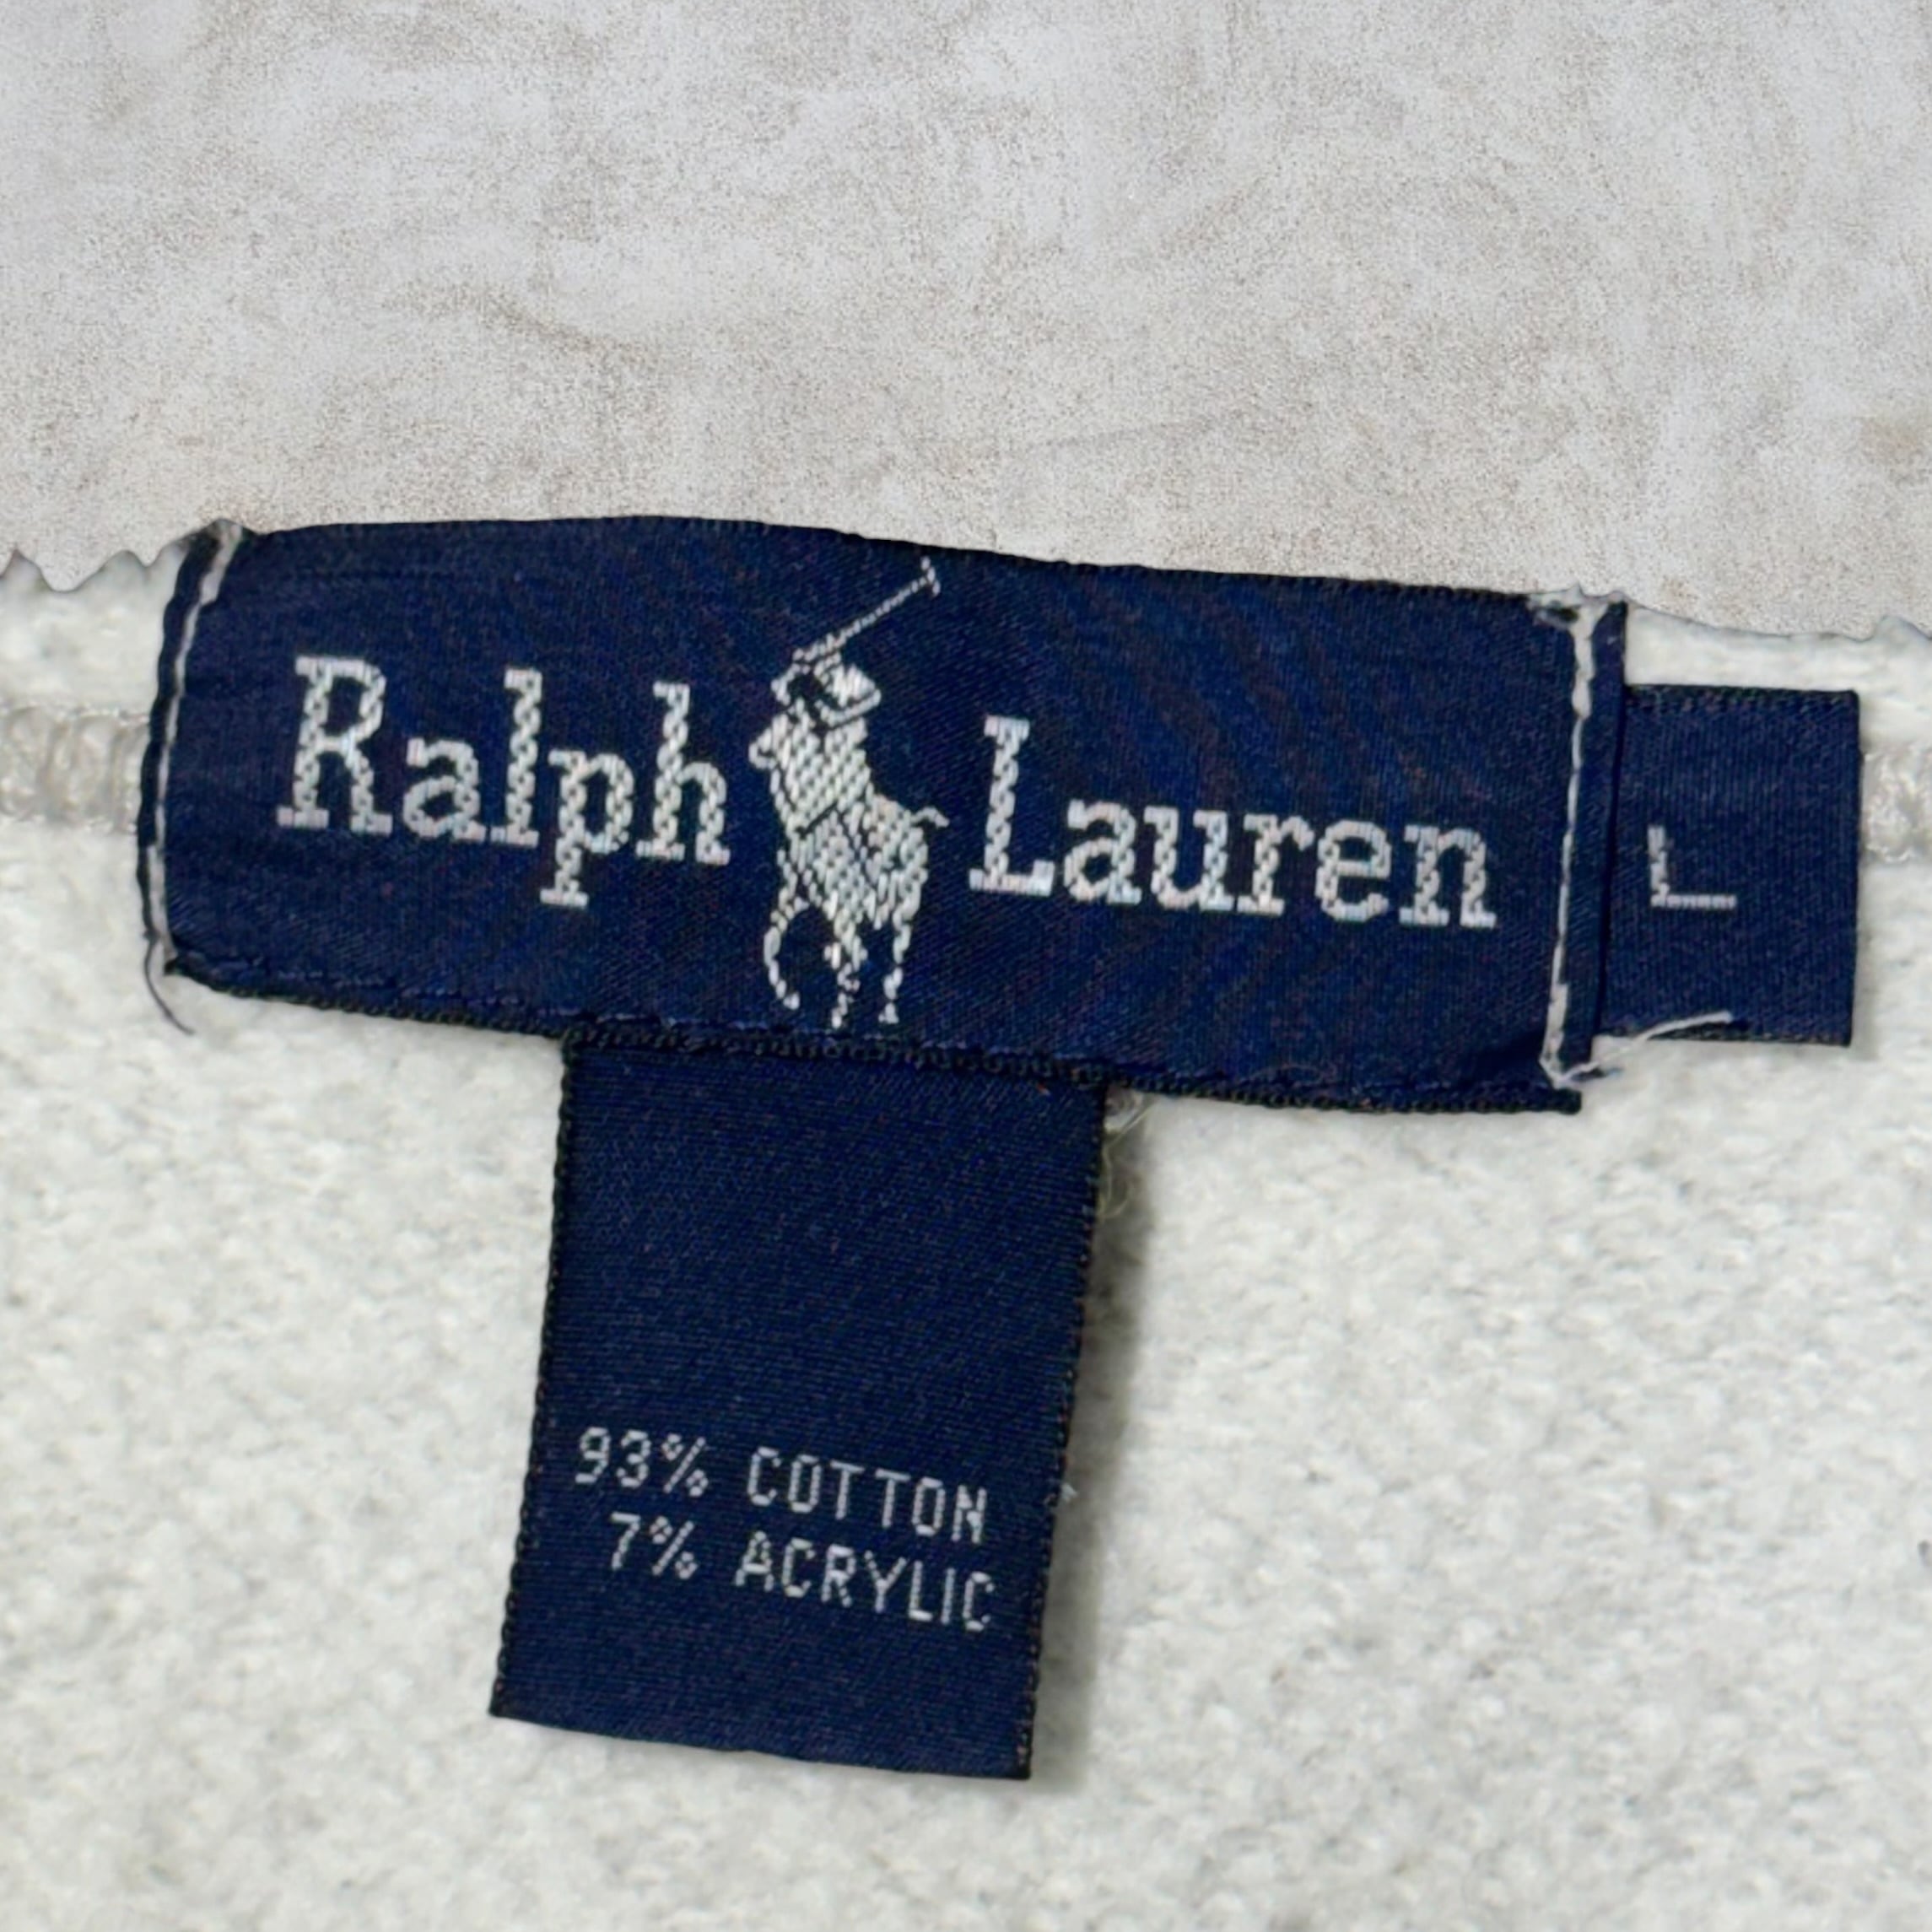 Ralph Lauren
L
93% COTTON
7% ACRYLIC